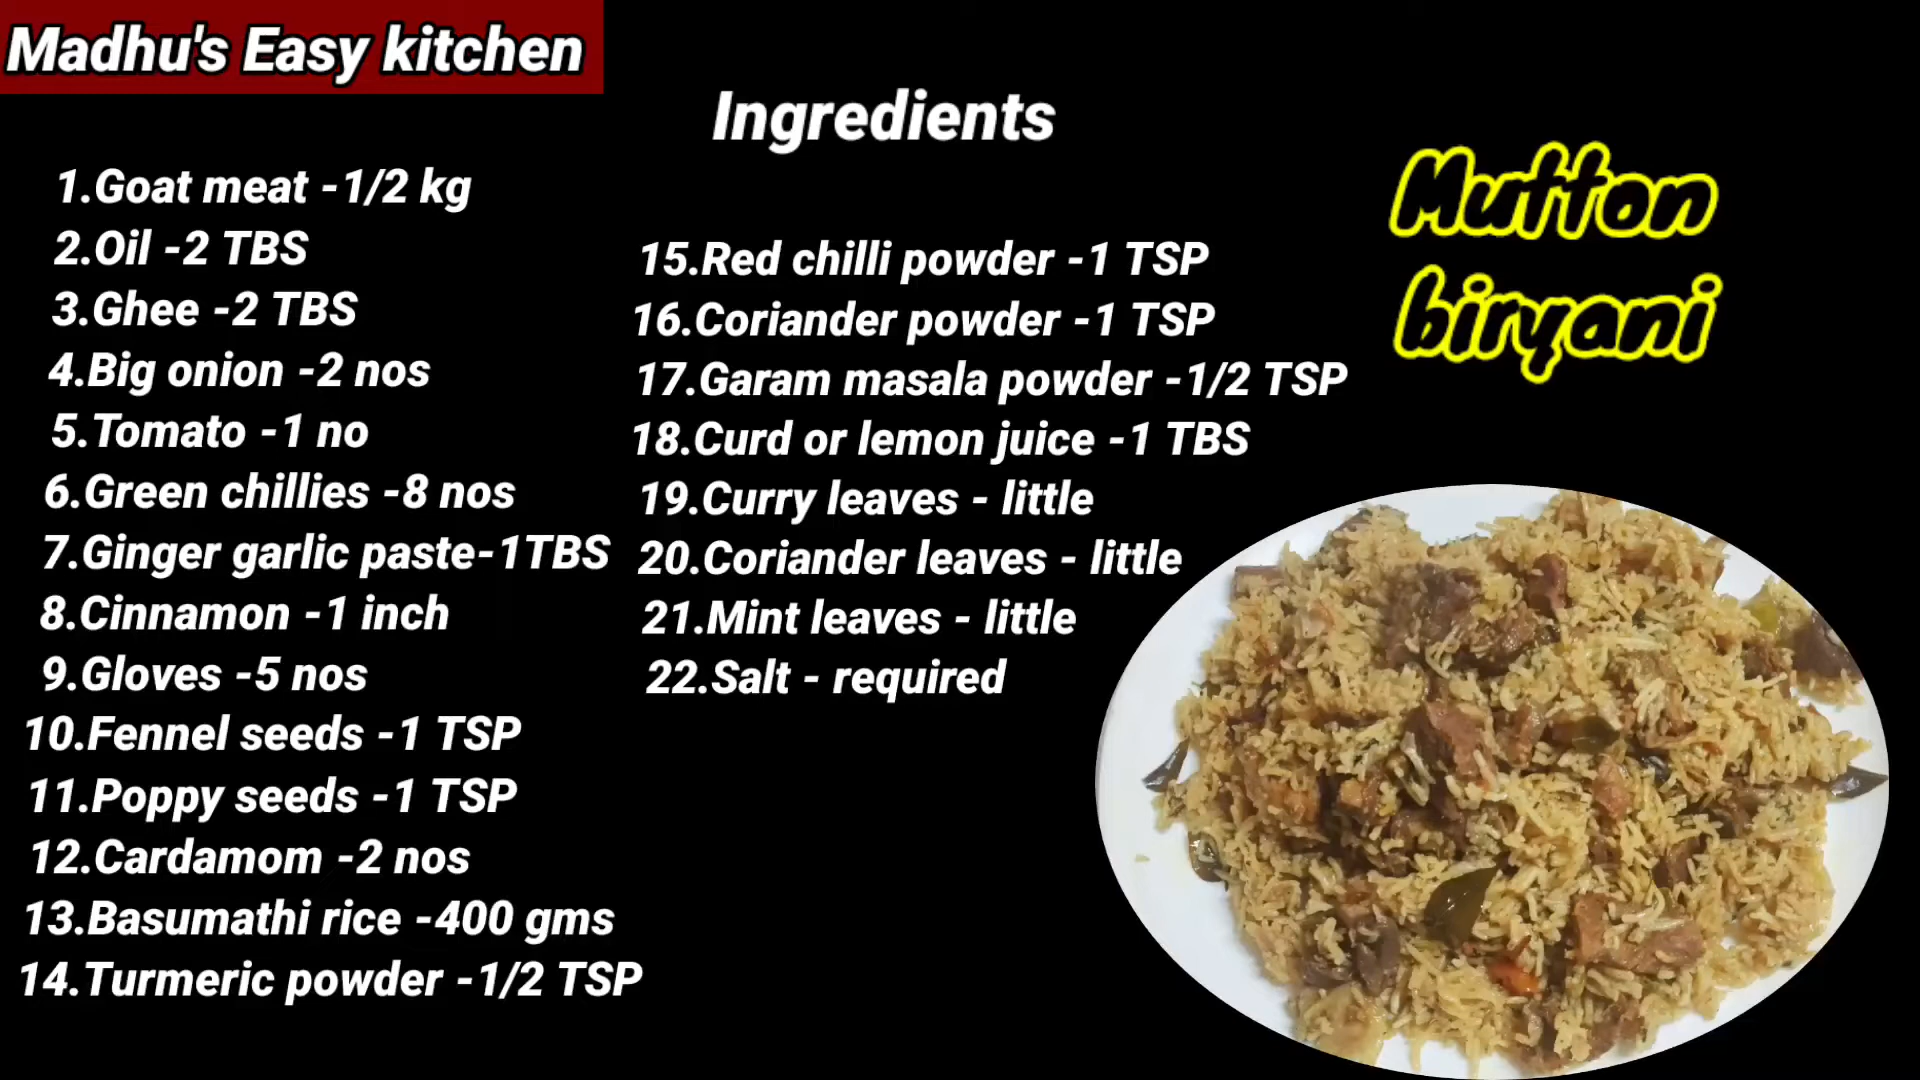 Madhu's Easy kitchen
Ingredients
1.Goat meat -1/2 kg
2.Oil -2 TBS
3.Ghee -2 TBS
4.Big onion -2 nos
5.Tomato -1 no
6.Green chillies -8 nos
7.Ginger garlic paste-1TBS
8.Cinnamon -1 inch
9.Gloves -5 nos
10.Fennel seeds -1 TSP
11.Poppy seeds -1 TSP
12.Cardamom -2 nos
13.Basumathi rice -400 gms
14.Turmeric powder -1/2 TSP
15.Red chilli powder -1 TSP
16.Coriander powder -1 TSP
17.Garam masala powder -1/2 TSP
18.Curd or lemon juice -1 TBS
19.Curry leaves - little
20.Coriander leaves - little
21.Mint leaves - little
22.Salt - required
Mutton
biryani